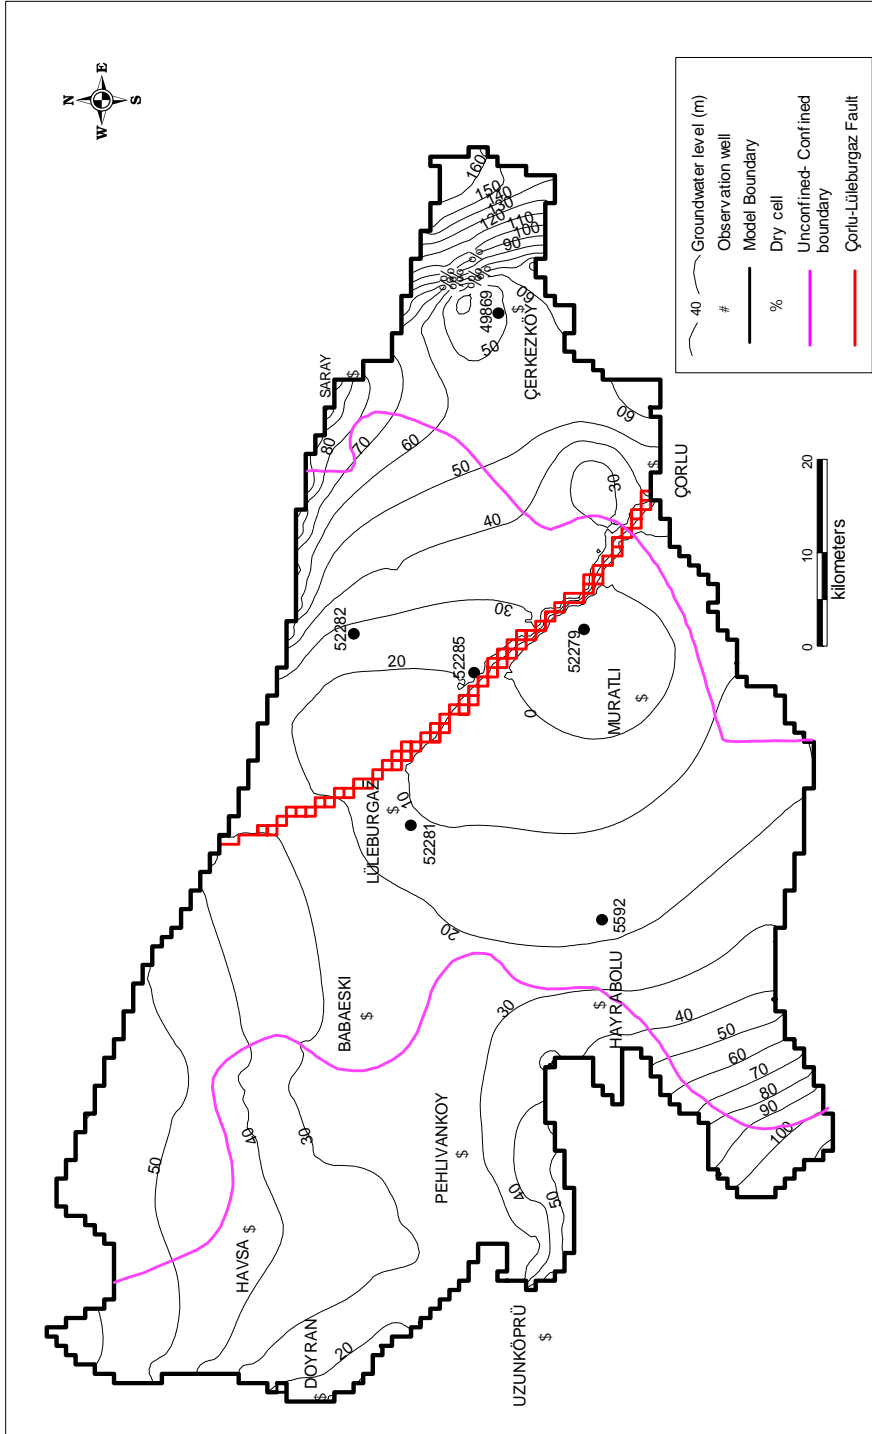 N
E
W
S
40
Groundwater level (m)
#
Observation well
Model Boundary
%
Dry cell
Unconfined- Confined
boundary
Çorlu-Lüleburgaz Fault
0
10
20
kilometers
160
150
140
130
120
110
100
90
%
%
%
%
60
50
49869
$
ÇERKEZKÖY
SARAY
$
80
70
60
50
40
60
30
$
ÇORLU
52282
30
20
52285
52279
0
MURATLI
$
LÜLEBURGAZ
$
10
52281
20
5592
HAYRABOLU
$
BABAESKI
$
30
40
50
60
70
80
90
100
50
40
30
PEHLIVANKOY
$
40
50
HAVSA
$
DOYRAN
$
20
UZUNKÖPRÜ
$